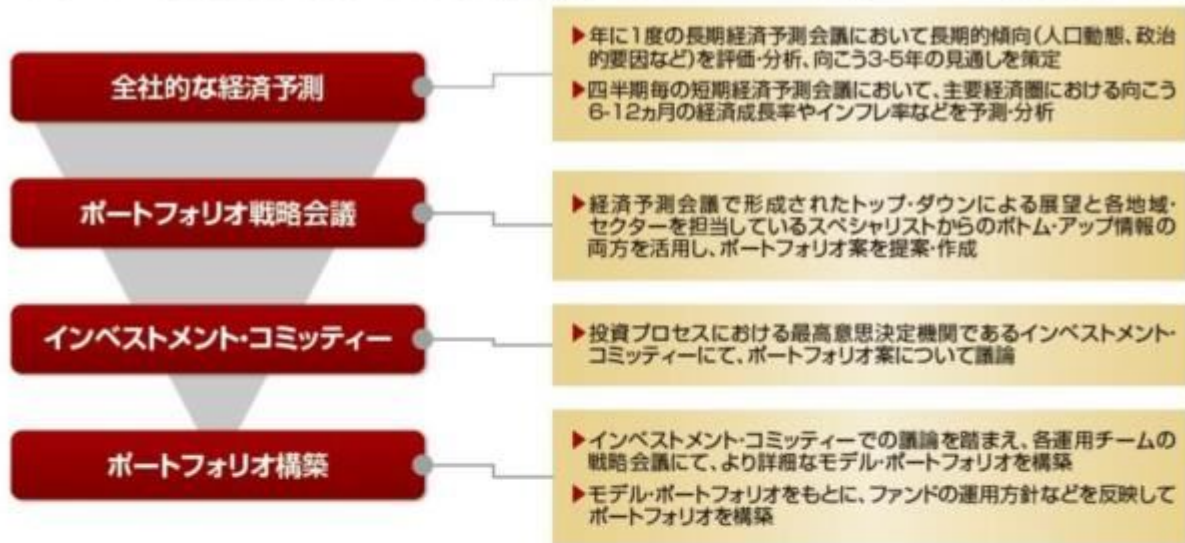 全社的な経済予測
▶年に1度の長期経済予測会議において長期的傾向(人口動態、政治
的要因など)を評価・分析、向こう3-5年の見通しを策定
▶四半期毎の短期経済予測会議において、主要経済圏における向こう
6-12ヵ月の経済成長率やインフレ率などを予測・分析
ポートフォリオ戦略会議
▶経済予測会議で形成されたトップ・ダウンによる展望と各地域・
セクターを担当しているスペシャリストからのボトム・アップ情報の
両方を活用し、ポートフォリオ案を提案・作成
インベストメント・コミッティー
▶投資プロセスにおける最高意思決定機関であるインベストメント・
コミッティーにて、ポートフォリオ案について議論
ポートフォリオ構築
▶インベストメント・コミッティーでの議論を踏まえ、各運用チームの
戦略会議にて、より詳細なモデル・ポートフォリオを構築
▶モデル・ポートフォリオをもとに、ファンドの運用方針などを反映して
ポートフォリオを構築